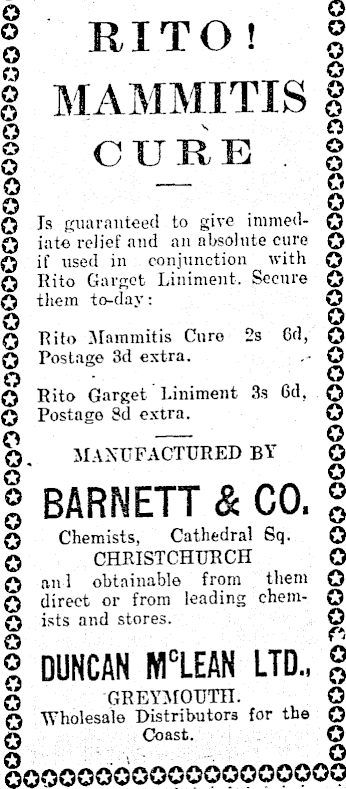 RITO!
MAMMITIS
CURE
Is guaranteed to give immed-
iate relief and an absolute cure
if used in conjunction with
Rito Garget Liniment. Secure
them to-day:
Rito Mammitis Cure 2s 6d,
Postage 3d extra.
Rito Garget Liniment 3s 6d,
Postage 8d extra.
MANUFACTURED BY
BARNETT & CO.
Chemists, Cathedral Sq.
CHRISTCHURCH
and obtainable from them
direct or from leading chem-
ists and stores.
DUNCAN McLEAN LTD.,
GREYMOUTH.
Wholesale Distributors for the
Coast.